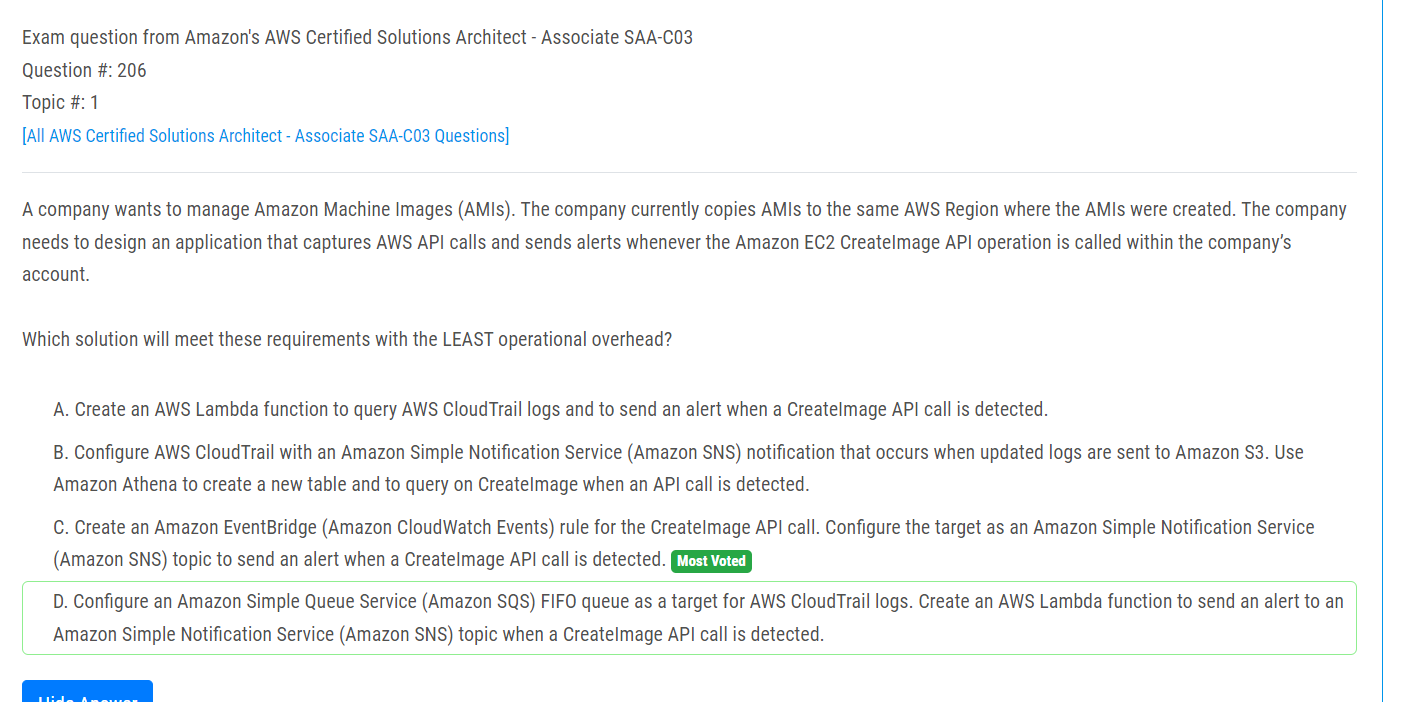 Exam question from Amazon's AWS Certified Solutions Architect - Associate SAA-C03
Question #: 206
Topic #: 1
[All AWS Certified Solutions Architect - Associate SAA-C03 Questions]
A company wants to manage Amazon Machine Images (AMIs). The company currently copies AMIs to the same AWS Region where the AMIs were created. The company
needs to design an application that captures AWS API calls and sends alerts whenever the Amazon EC2 CreateImage API operation is called within the company's
account.
Which solution will meet these requirements with the LEAST operational overhead?
A. Create an AWS Lambda function to query AWS CloudTrail logs and to send an alert when a CreateImage API call is detected.
B. Configure AWS CloudTrail with an Amazon Simple Notification Service (Amazon SNS) notification that occurs when updated logs are sent to Amazon S3. Use
Amazon Athena to create a new table and to query on CreateImage when an API call is detected.
C. Create an Amazon EventBridge (Amazon CloudWatch Events) rule for the CreateImage API call. Configure the target as an Amazon Simple Notification Service
(Amazon SNS) topic to send an alert when a CreateImage API call is detected. Most Voted
D. Configure an Amazon Simple Queue Service (Amazon SQS) FIFO queue as a target for AWS CloudTrail logs. Create an AWS Lambda function to send an alert to an
Amazon Simple Notification Service (Amazon SNS) topic when a CreateImage API call is detected.
Hide Answer